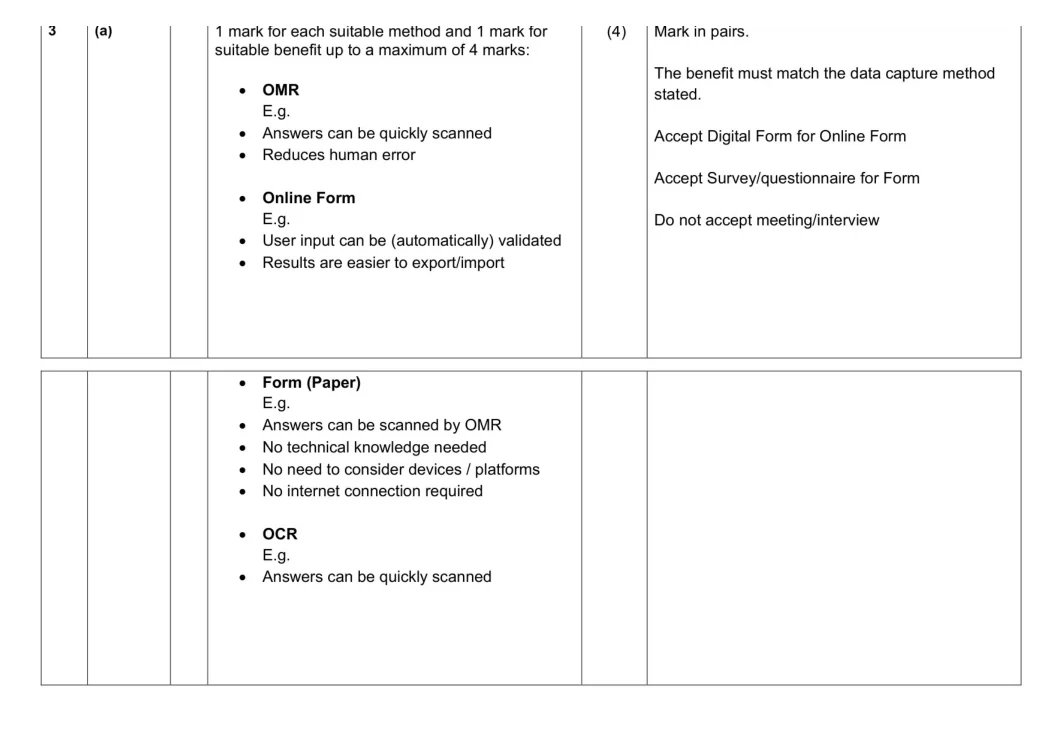 3 (a) 1 mark for each suitable method and 1 mark for (4) Mark in pairs.
suitable benefit up to a maximum of 4 marks:
The benefit must match the data capture method
stated.
• OMR
E.g.
• Answers can be quickly scanned
Accept Digital Form for Online Form
• Reduces human error
Accept Survey/questionnaire for Form
• Online Form
E.g.
Do not accept meeting/interview
• User input can be (automatically) validated
• Results are easier to export/import
• Form (Paper)
E.g.
• Answers can be scanned by OMR
• No technical knowledge needed
• No need to consider devices / platforms
• No internet connection required
• OCR
E.g.
• Answers can be quickly scanned